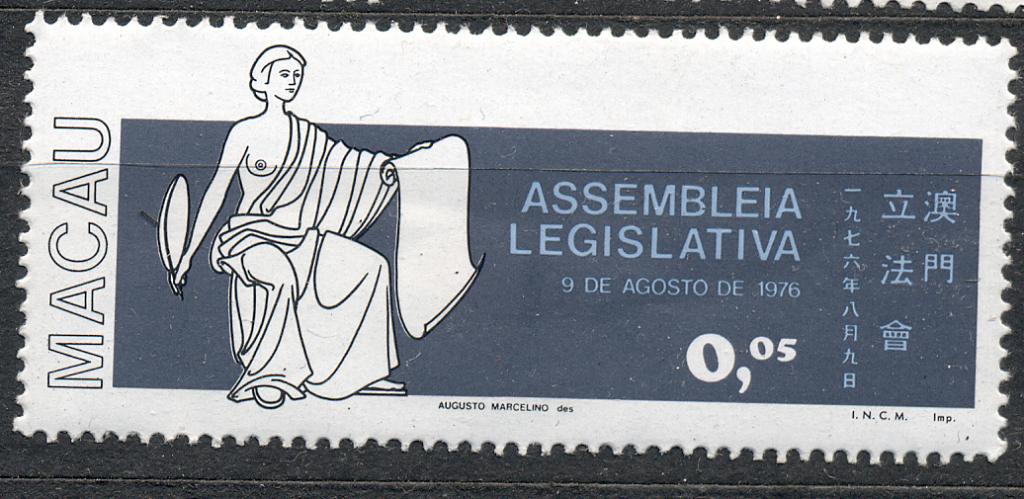 MACAU
ASSEMBLEIA
LEGISLATIVA
9 DE AGOSTO DE 1976
0,05
澳門
立法會
一九七六年八月九日
AUGUSTO MARCELINO des
I. N. C. M. Imp.